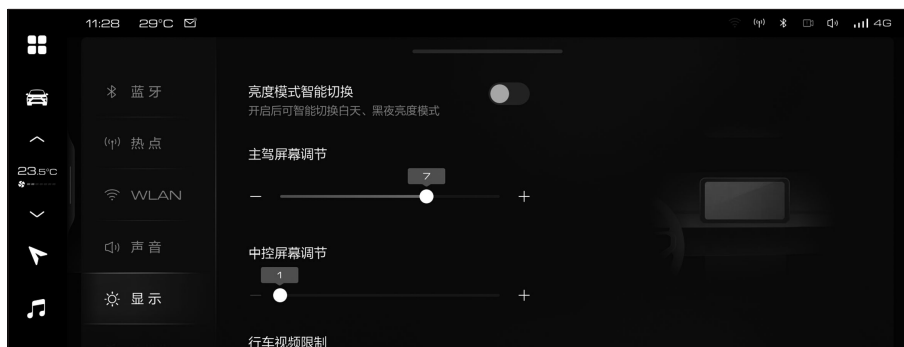 11:28 29°C
4G
23.5°C
蓝牙
热点
WLAN
声音
显示
亮度模式智能切换
开启后可智能切换白天、黑夜亮度模式
主驾屏幕调节
7
− +
中控屏幕调节
1
− +
行车视频限制